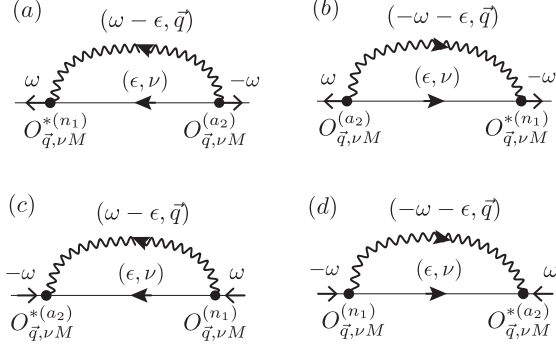 (a) (ω − ϵ, q⃗)
ω (ϵ, ν) −ω
O^{*(n₁)}_{q⃗,νM} O^{(a₂)}_{q⃗,νM}
(b) (−ω − ϵ, q⃗)
ω (ϵ, ν) −ω
O^{(a₂)}_{q⃗,νM} O^{*(n₁)}_{q⃗,νM}
(c) (ω − ϵ, q⃗)
−ω (ϵ, ν) ω
O^{*(a₂)}_{q⃗,νM} O^{(n₁)}_{q⃗,νM}
(d) (−ω − ϵ, q⃗)
−ω (ϵ, ν) ω
O^{(n₁)}_{q⃗,νM} O^{*(a₂)}_{q⃗,νM}